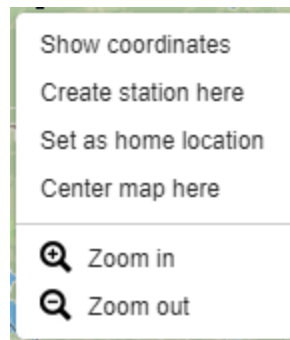 Show coordinates
Create station here
Set as home location
Center map here
Zoom in
Zoom out